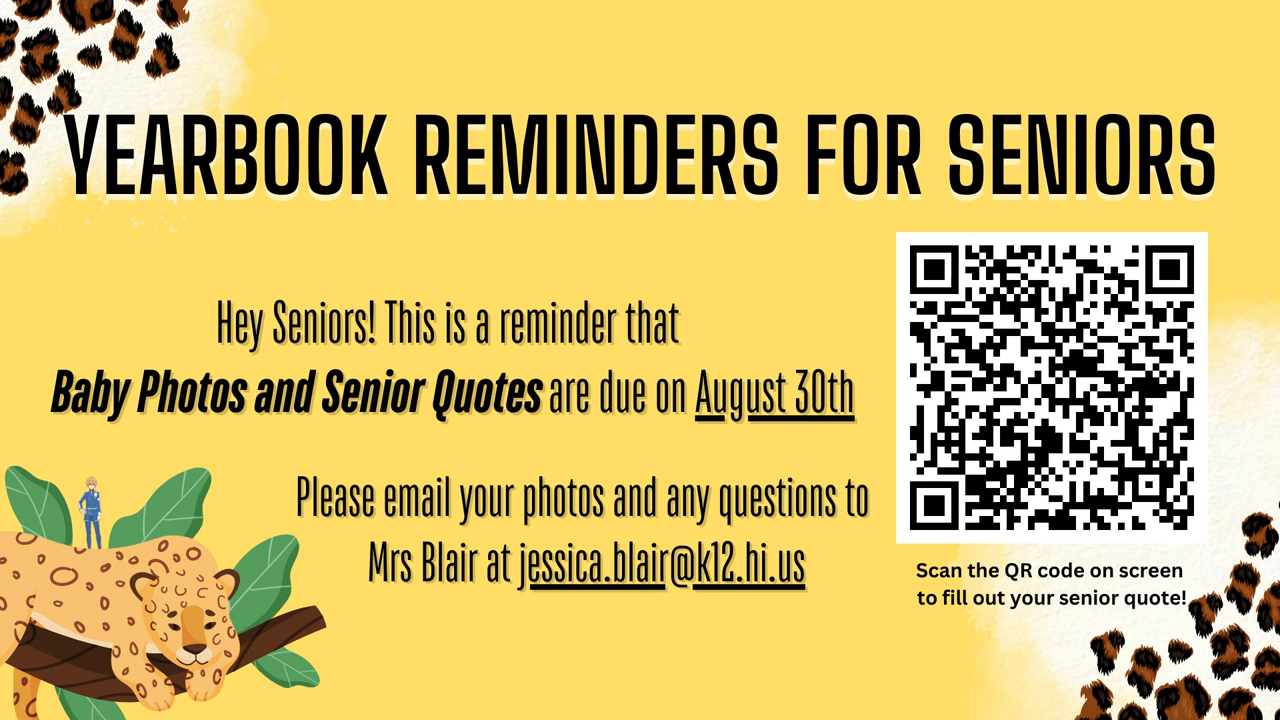 YEARBOOK REMINDERS FOR SENIORS
Hey Seniors! This is a reminder that
Baby Photos and Senior Quotes are due on August 30th
Please email your photos and any questions to
Mrs Blair at jessica.blair@k12.hi.us
Scan the QR code on screen
to fill out your senior quote!